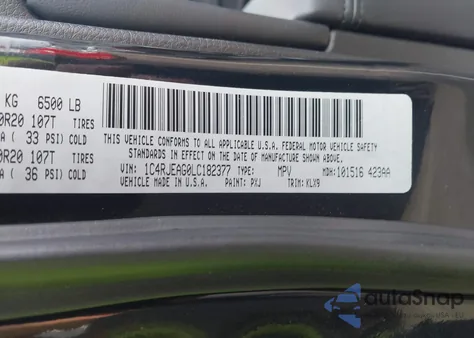 KG 6500 LB
0R20 107T TIRES
A ( 33 PSI) COLD
0R20 107T TIRES
A ( 36 PSI) COLD
THIS VEHICLE CONFORMS TO ALL APPLICABLE U.S.A. FEDERAL MOTOR VEHICLE SAFETY
STANDARDS IN EFFECT ON THE DATE OF MANUFACTURE SHOWN ABOVE.
VIN: 1C4RJEAG0LC182377 TYPE: MPV MDH: 101516 423AA
VEHICLE MADE IN U.S.A. PAINT: PXJ TRIM: KLX9
autoSnap